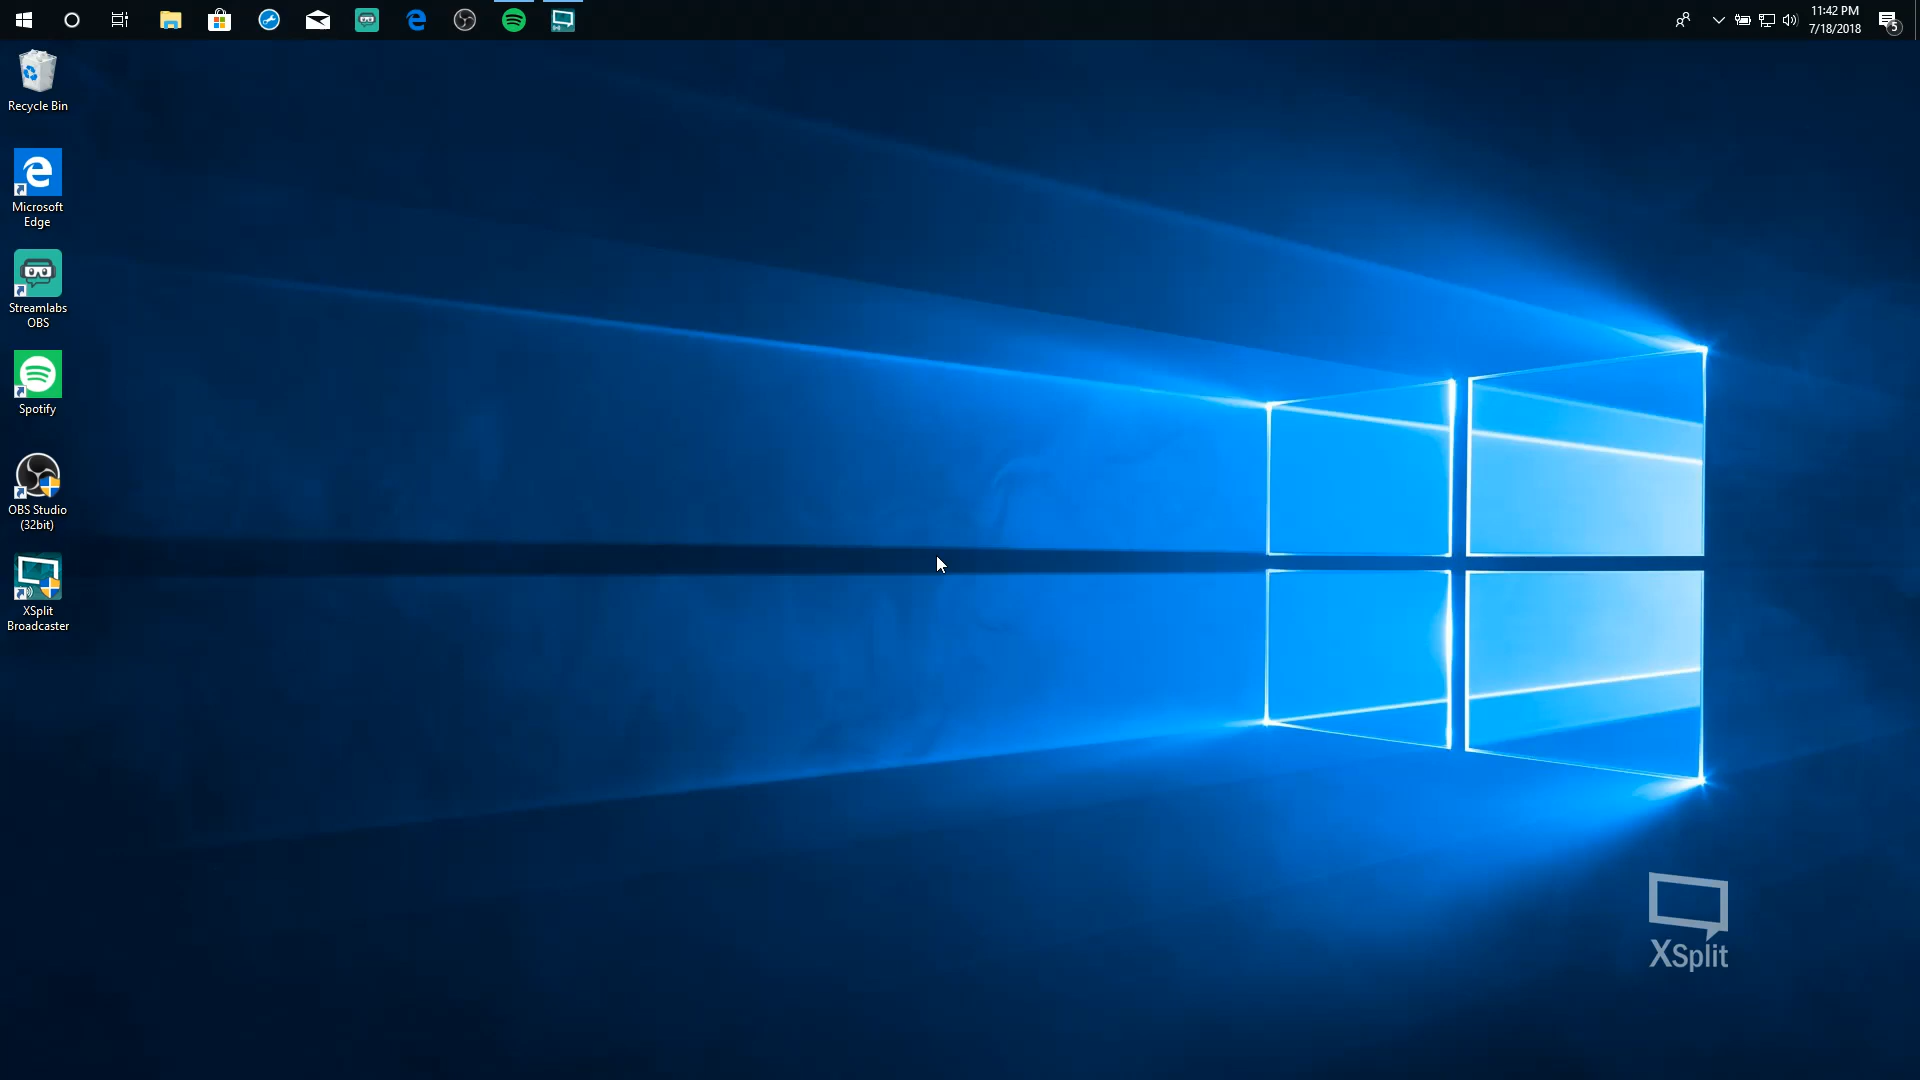 11:42 PM
7/18/2018
5
Recycle Bin
Microsoft
Edge
Streamlabs
OBS
Spotify
OBS Studio
(32bit)
XSplit
Broadcaster
XSplit